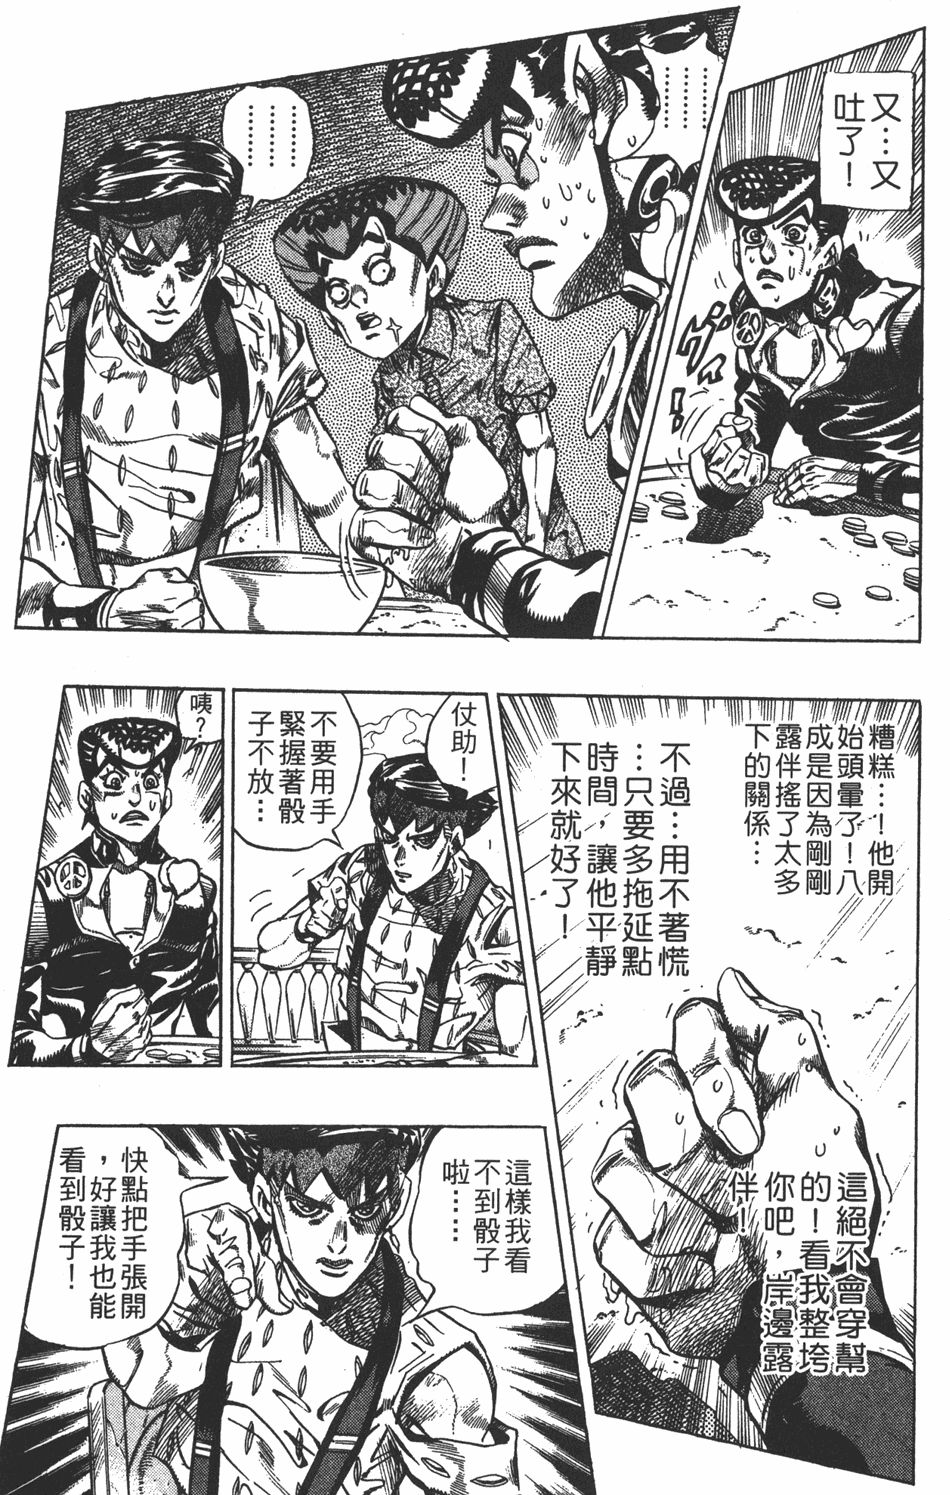 又…又
吐了！
…………
…………
…………
…………
糟糕…！他開
始頭暈了！八
成是因為剛剛
露伴搖了太多
下的關係…
不過…用不著慌
…只要多拖延點
時間，讓他平靜
下來就好了！
這絕不會穿幫
的！看我整垮
你吧，岸邊露
伴！
仗助！
不要用手
緊握著骰
子不放…
咦？
這樣我看
不到骰子
啦……
快點把手張開
，好讓我也能
看到骰子！